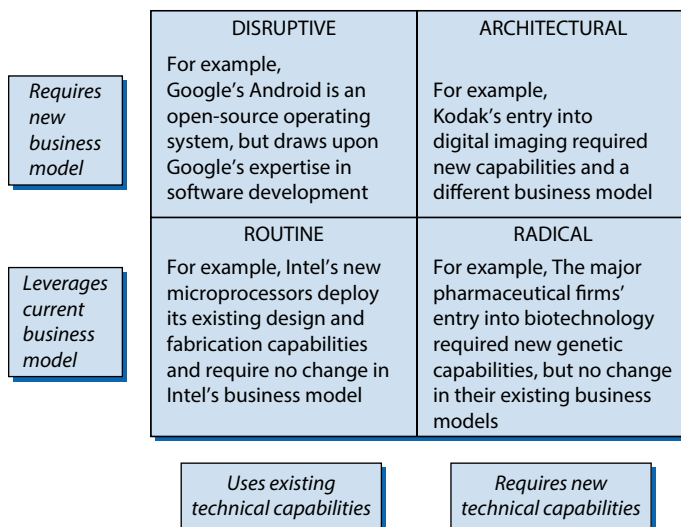 DISRUPTIVE
For example,
Google's Android is an
open-source operating
system, but draws upon
Google's expertise in
software development
ARCHITECTURAL
For example,
Kodak's entry into
digital imaging required
new capabilities and a
different business model
Requires
new
business
model
ROUTINE
For example, Intel's new
microprocessors deploy
its existing design and
fabrication capabilities
and require no change in
Intel's business model
RADICAL
For example, The major
pharmaceutical firms'
entry into biotechnology
required new genetic
capabilities, but no change
in their existing business
models
Leverages
current
business
model
Uses existing
technical capabilities
Requires new
technical capabilities